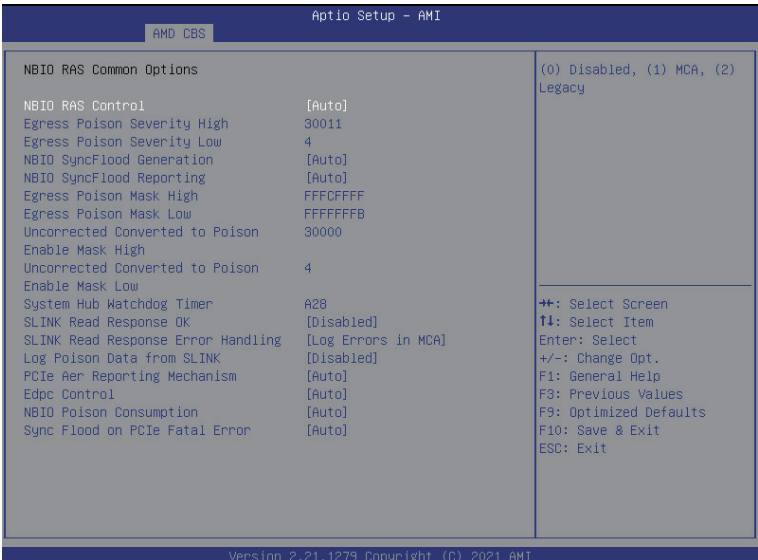 Aptio Setup – AMI
AMD CBS
NBIO RAS Common Options
NBIO RAS Control [Auto]
Egress Poison Severity High 30011
Egress Poison Severity Low 4
NBIO SyncFlood Generation [Auto]
NBIO SyncFlood Reporting [Auto]
Egress Poison Mask High FFFCFFFF
Egress Poison Mask Low FFFFFFFB
Uncorrected Converted to Poison 30000
Enable Mask High
Uncorrected Converted to Poison 4
Enable Mask Low
System Hub Watchdog Timer A28
SLINK Read Response OK [Disabled]
SLINK Read Response Error Handling [Log Errors in MCA]
Log Poison Data from SLINK [Disabled]
PCIe Aer Reporting Mechanism [Auto]
Edpc Control [Auto]
NBIO Poison Consumption [Auto]
Sync Flood on PCIe Fatal Error [Auto]
(0) Disabled, (1) MCA, (2)
Legacy
→←: Select Screen
↑↓: Select Item
Enter: Select
+/-: Change Opt.
F1: General Help
F3: Previous Values
F9: Optimized Defaults
F10: Save & Exit
ESC: Exit
Version 2.21.1279 Copyright (C) 2021 AMI